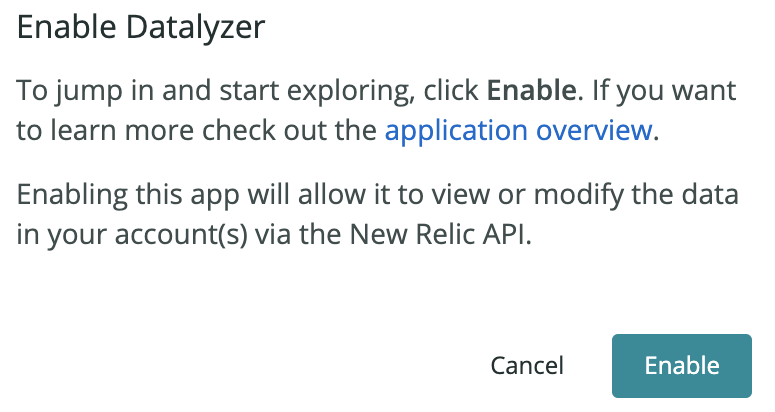 Enable Datalyzer
To jump in and start exploring, click Enable. If you want
to learn more check out the application overview.
Enabling this app will allow it to view or modify the data
in your account(s) via the New Relic API.
Cancel
Enable